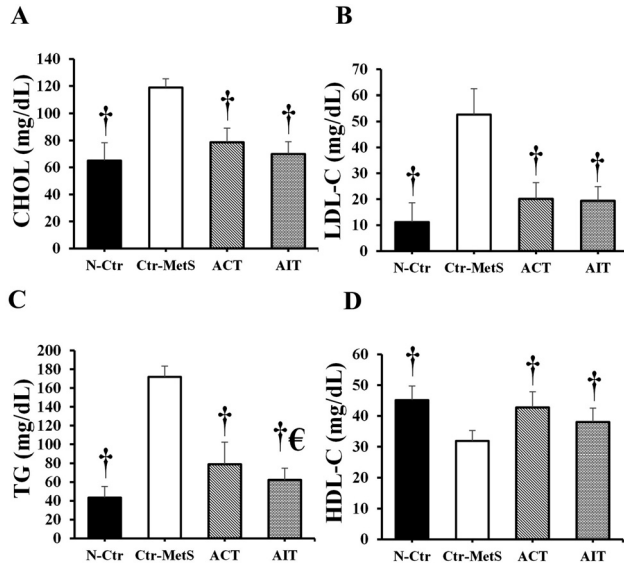 A
CHOL (mg/dL)
140
120
100
80
60
40
20
0
† † †
N-Ctr Ctr-MetS ACT AIT
B
LDL-C (mg/dL)
70
60
50
40
30
20
10
0
† † †
N-Ctr Ctr-MetS ACT AIT
C
TG (mg/dL)
200
180
160
140
120
100
80
60
40
20
0
† † †€
N-Ctr Ctr-MetS ACT AIT
D
HDL-C (mg/dL)
60
50
40
30
20
10
0
† † †
N-Ctr Ctr-MetS ACT AIT